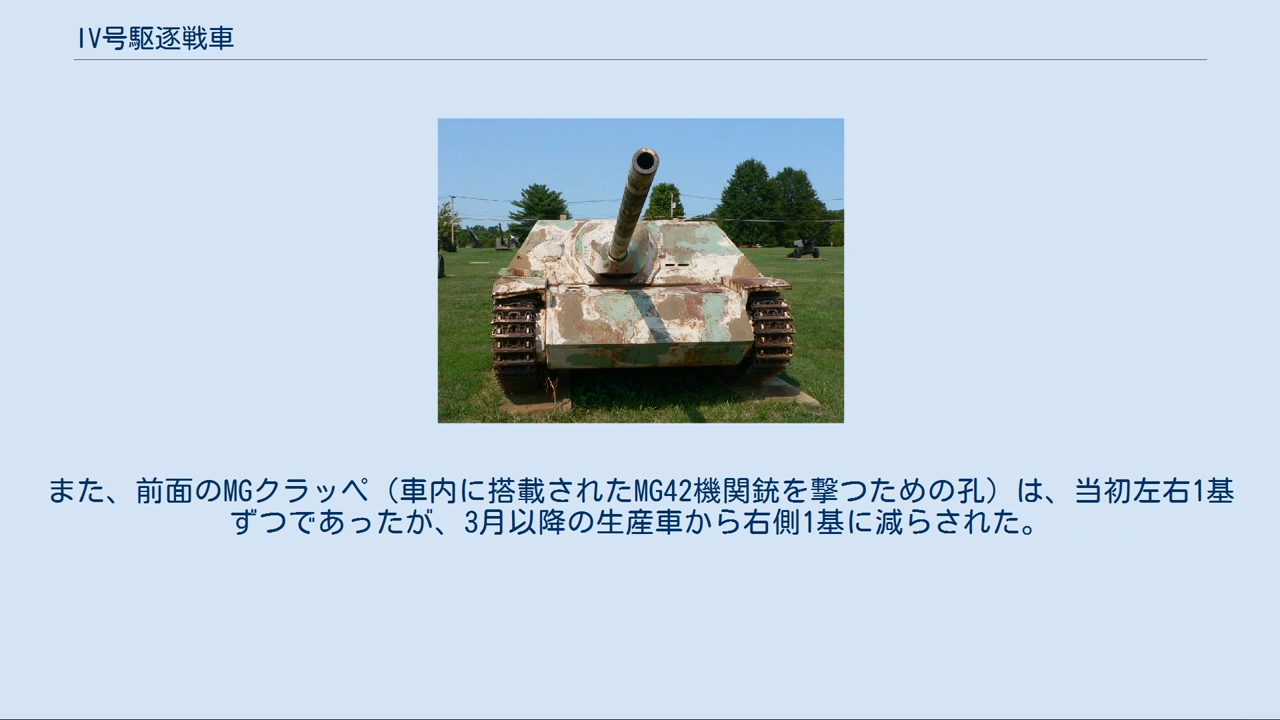 IV号駆逐戦車
また、前面のMGクラッペ（車内に搭載されたMG42機関銃を撃つための孔）は、当初左右1基
ずつであったが、3月以降の生産車から右側1基に減らされた。